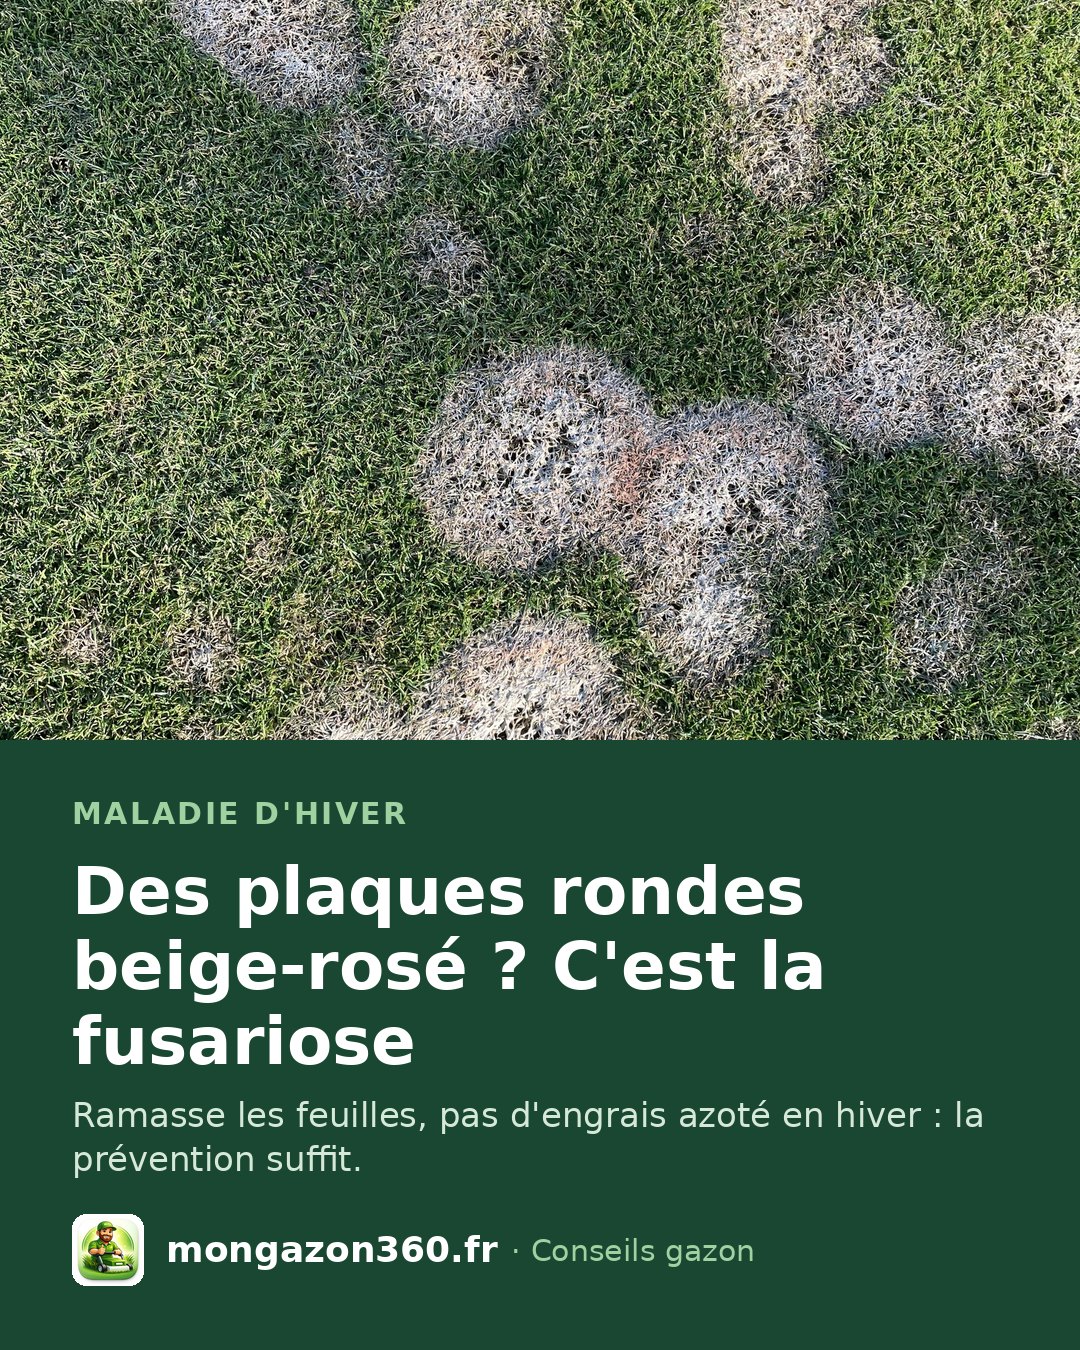 MALADIE D'HIVER
Des plaques rondes
beige-rosé ? C'est la
fusariose
Ramasse les feuilles, pas d'engrais azoté en hiver : la
prévention suffit.
mongazon360.fr · Conseils gazon